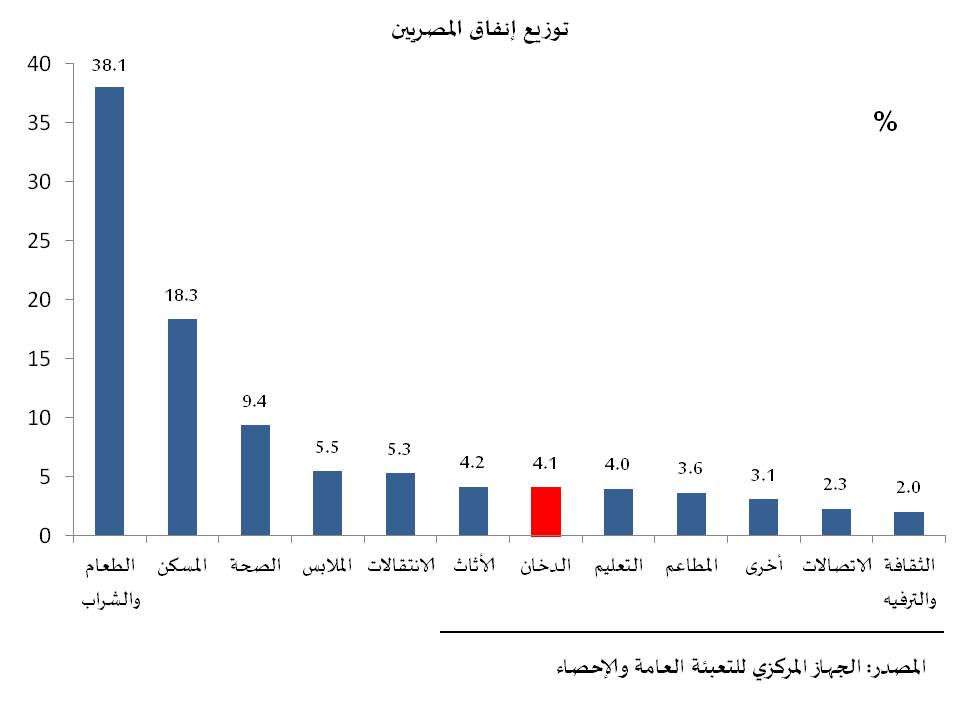 توزيع إنفاق المصريين
%
40
35
30
25
20
15
10
5
0
38.1
18.3
9.4
5.5
5.3
4.2
4.1
4.0
3.6
3.1
2.3
2.0
الطعام والشراب
المسكن
الصحة
الملابس
الانتقالات
الأثاث
الدخان
التعليم
المطاعم
أخرى
الاتصالات
الثقافة والترفيه
المصدر: الجهاز المركزي للتعبئة العامة والإحصاء